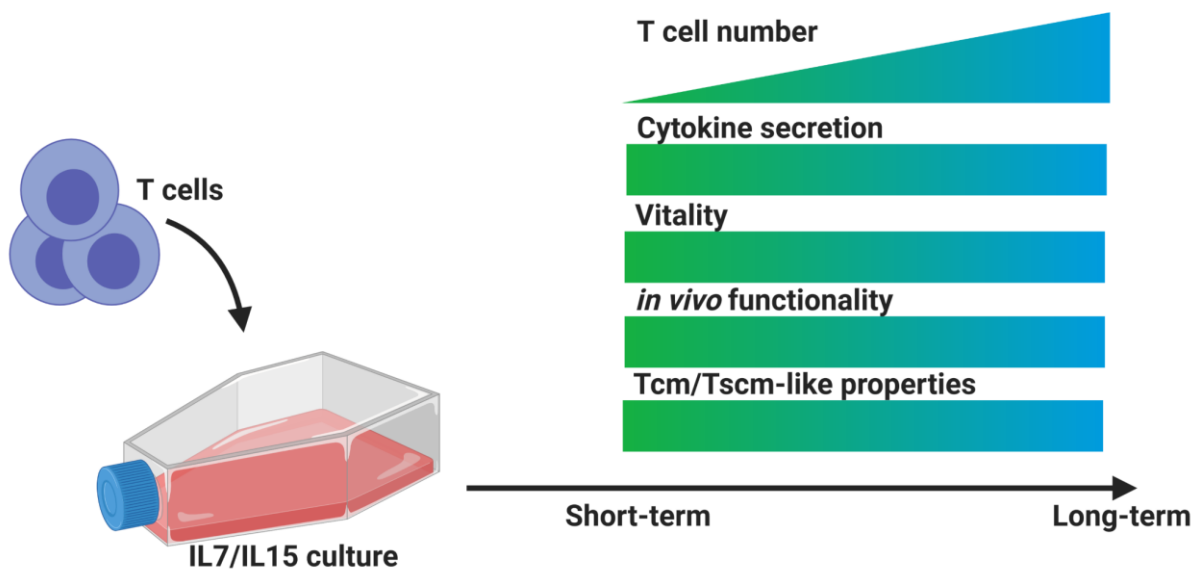 T cell number
Cytokine secretion
T cells
Vitality
in vivo functionality
Tcm/Tscm-like properties
Short-term
Long-term
IL7/IL15 culture